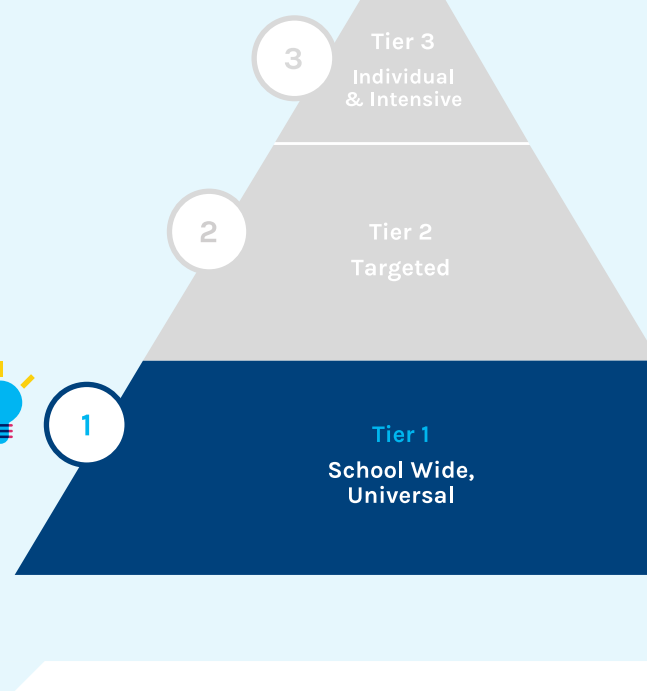 3
Tier 3
Individual
& Intensive
2
Tier 2
Targeted
1
Tier 1
School Wide,
Universal